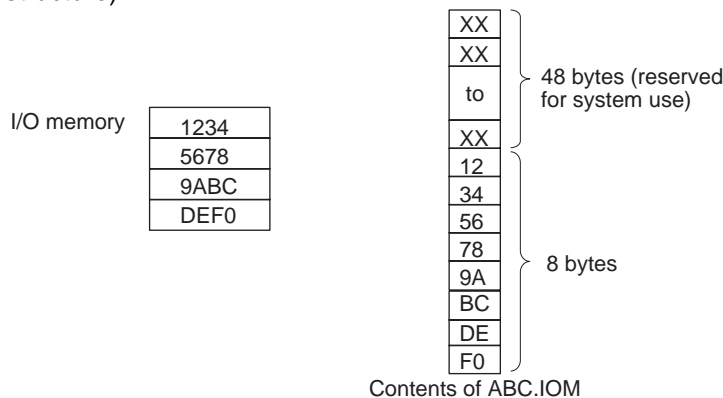 I/O memory
1234
5678
9ABC
DEF0
XX
XX
to
XX
48 bytes (reserved
for system use)
12
34
56
78
9A
BC
DE
F0
8 bytes
Contents of ABC.IOM